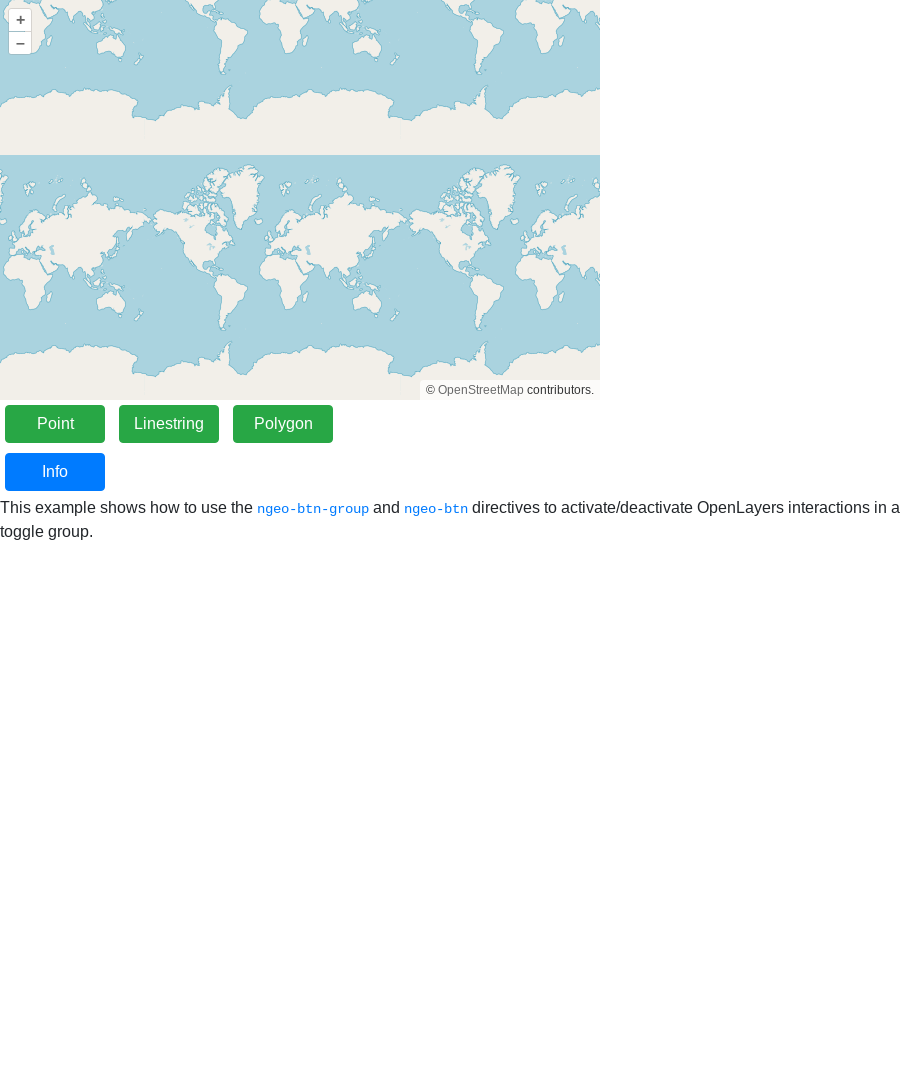 +
−
© OpenStreetMap contributors.
Point Linestring Polygon
Info
This example shows how to use the ngeo-btn-group and ngeo-btn directives to activate/deactivate OpenLayers interactions in a
toggle group.